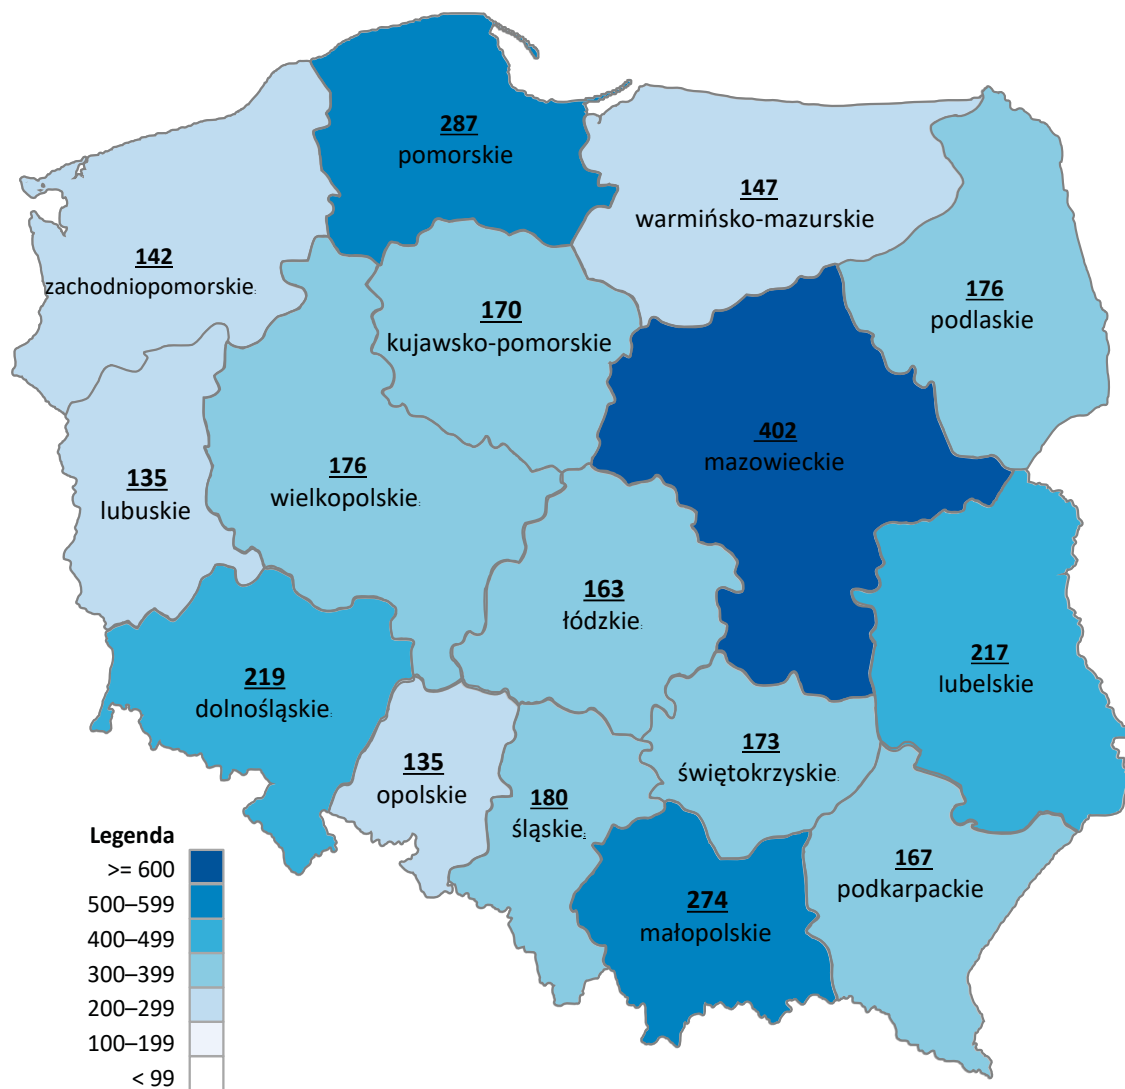 287
pomorskie
147
warmińsko-mazurskie
142
zachodniopomorskie.
176
podlaskie
170
kujawsko-pomorskie
402
mazowieckie
135
lubuskie
176
wielkopolskie.
163
łódzkie.
217
lubelskie
219
dolnośląskie.
173
świętokrzyskie.
135
opolskie
180
śląskie.
167
podkarpackie
274
małopolskie
Legenda
>= 600
500–599
400–499
300–399
200–299
100–199
< 99